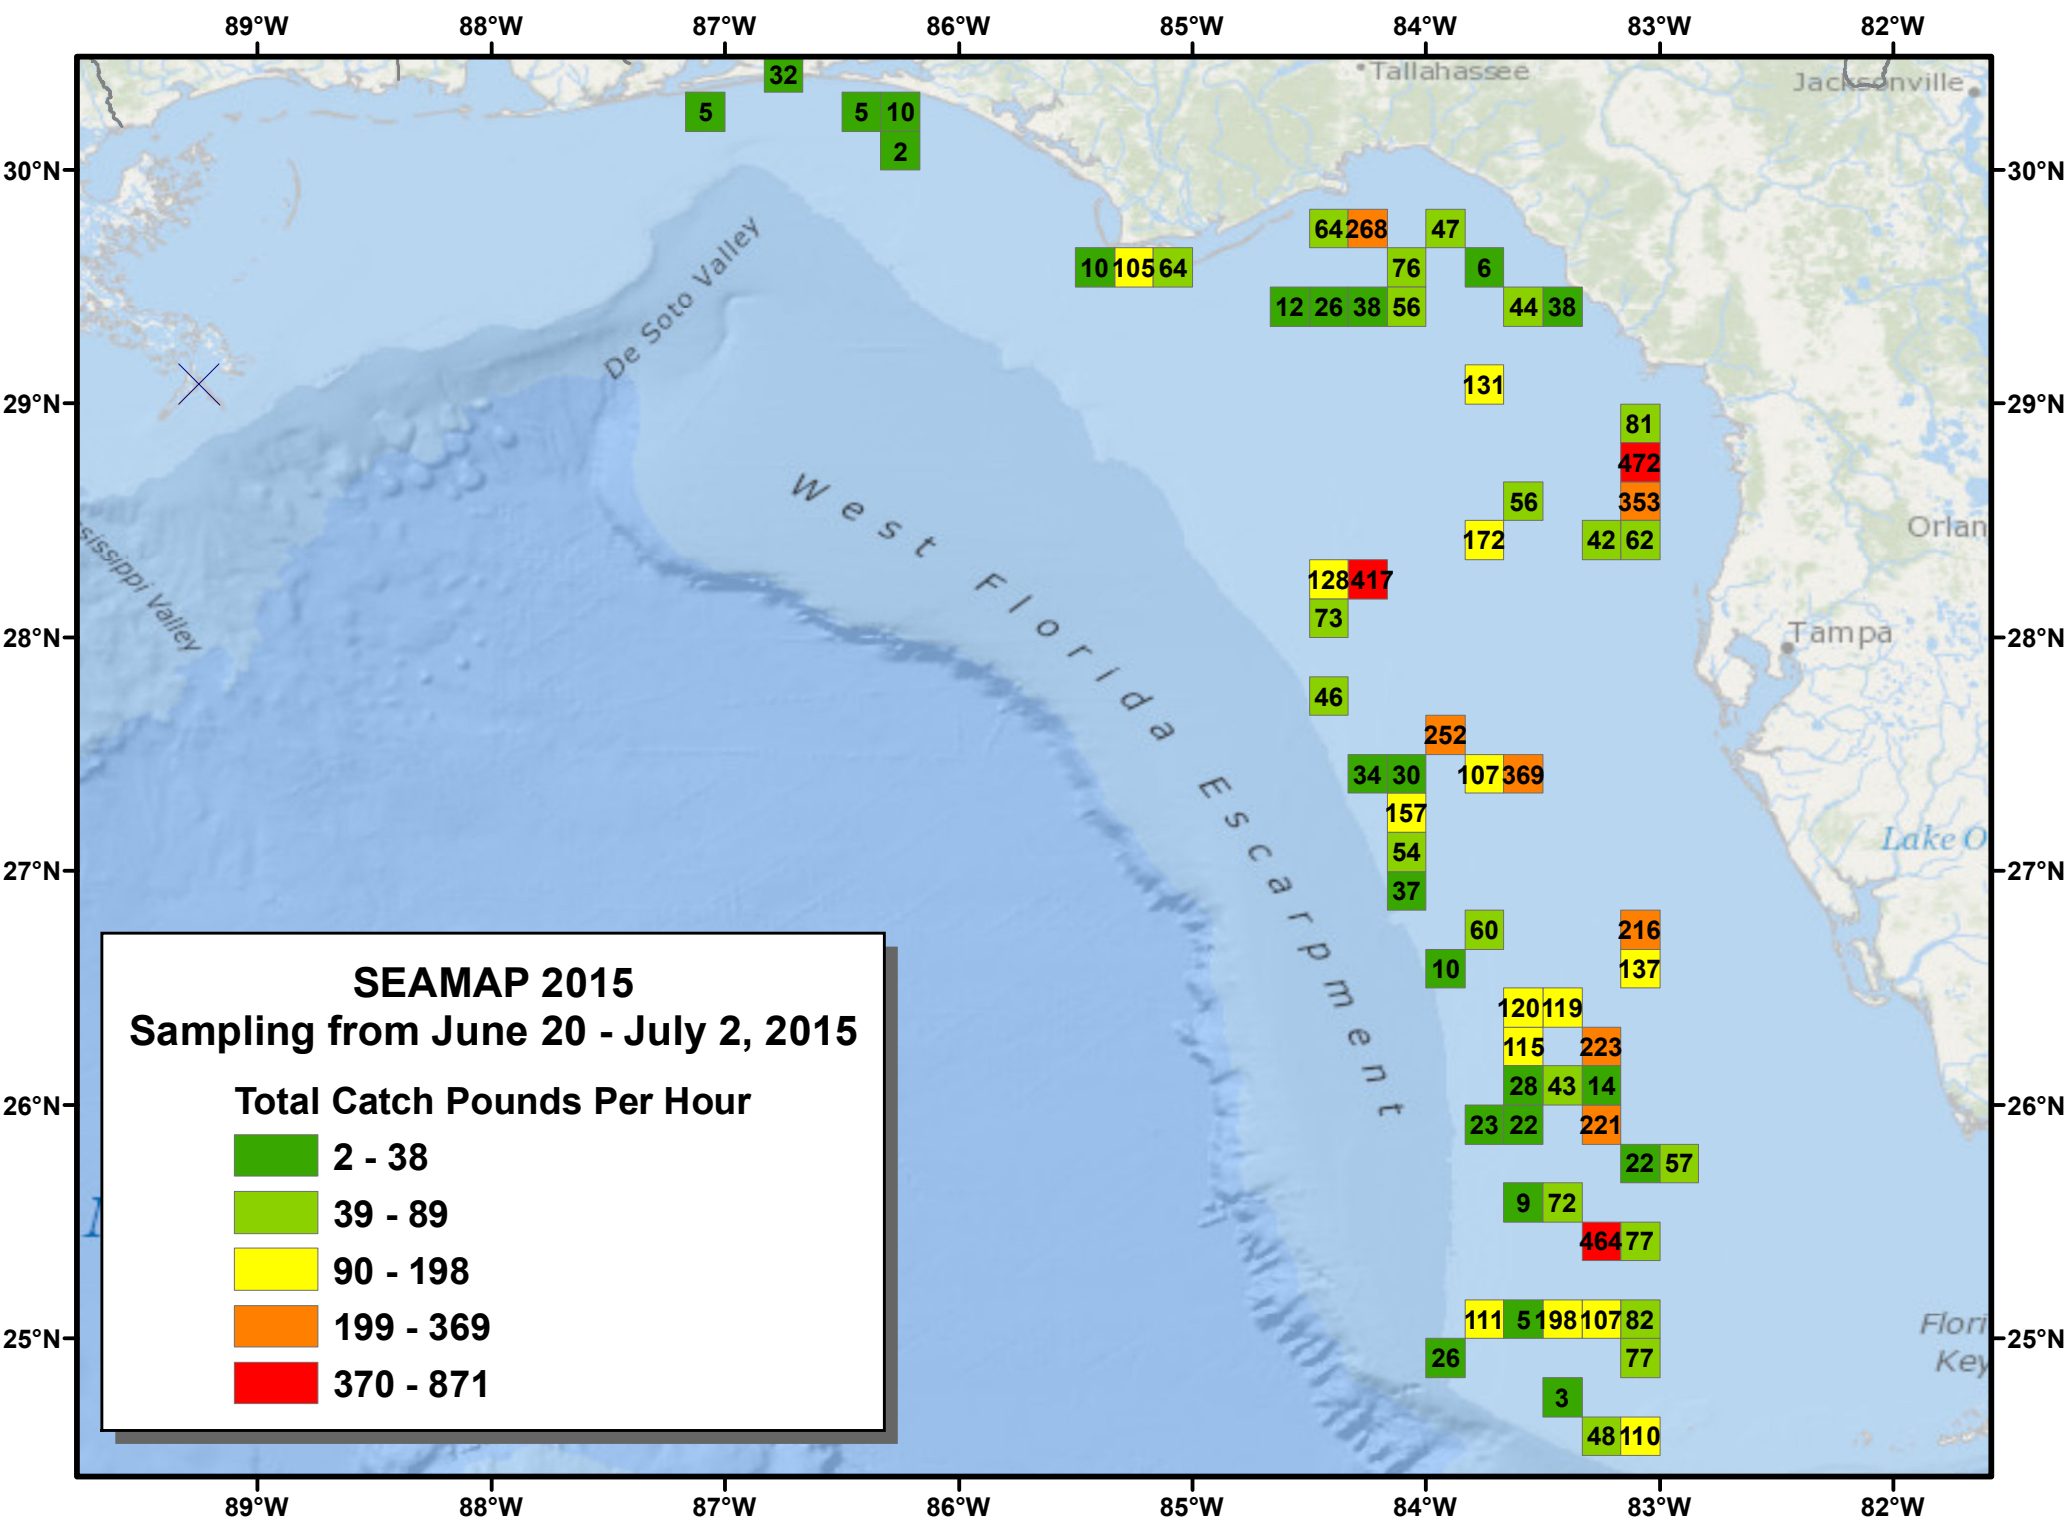 89°W 88°W 87°W 86°W 85°W 84°W 83°W 82°W
Tallahassee
Jacksonville
32
5 5 10
2
30°N 30°N
64 268 47
10 105 64 76 6
12 26 38 56 44 38
De Soto Valley
131
29°N 29°N
81
472
56 353
172 42 62
Orlan
West Florida Escarpment
sissippi Valley
128 417
73
28°N 28°N
Tampa
46
252
34 30 107 369
157
54
Lake O
27°N 27°N
37
60 216
10 137
120 119
115 223
28 43 14
26°N 26°N
23 22 221
22 57
9 72
464 77
111 5 198 107 82
25°N 25°N
26 77
3
48 110
Flori
Key
SEAMAP 2015
Sampling from June 20 - July 2, 2015
Total Catch Pounds Per Hour
2 - 38
39 - 89
90 - 198
199 - 369
370 - 871
89°W 88°W 87°W 86°W 85°W 84°W 83°W 82°W